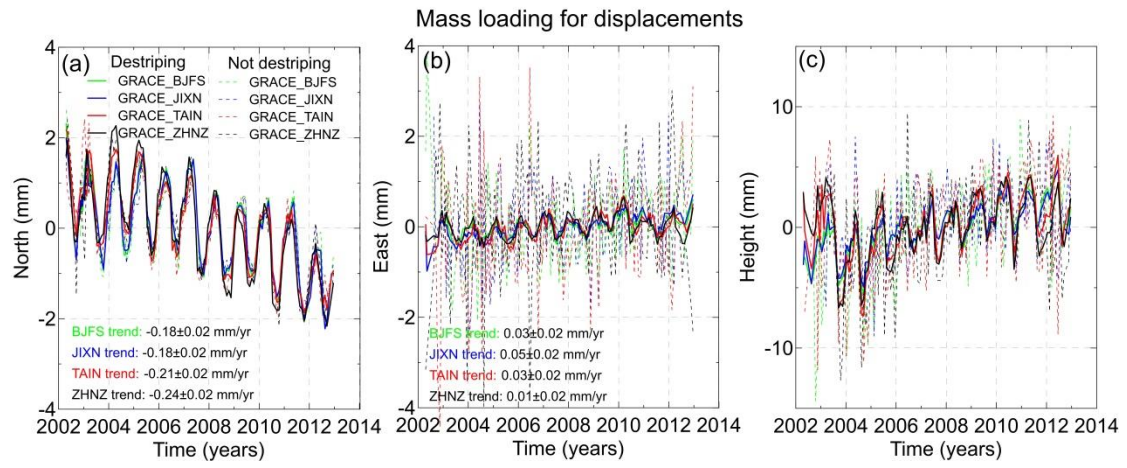 Mass loading for displacements
(a)
Destriping
Not destriping
GRACE_BJFS
GRACE_BJFS
GRACE_JIXN
GRACE_JIXN
GRACE_TAIN
GRACE_TAIN
GRACE_ZHNZ
GRACE_ZHNZ
4
2
0
-2
-4
North (mm)
BJFS trend: -0.18±0.02 mm/yr
JIXN trend: -0.18±0.02 mm/yr
TAIN trend: -0.21±0.02 mm/yr
ZHNZ trend: -0.24±0.02 mm/yr
2002 2004 2006 2008 2010 2012 2014
Time (years)
(b)
4
2
0
-2
-4
East (mm)
BJFS trend: 0.03±0.02 mm/yr
JIXN trend: 0.05±0.02 mm/yr
TAIN trend: 0.03±0.02 mm/yr
ZHNZ trend: 0.01±0.02 mm/yr
2002 2004 2006 2008 2010 2012 2014
Time (years)
(c)
10
0
-10
Height (mm)
2002 2004 2006 2008 2010 2012 2014
Time (years)